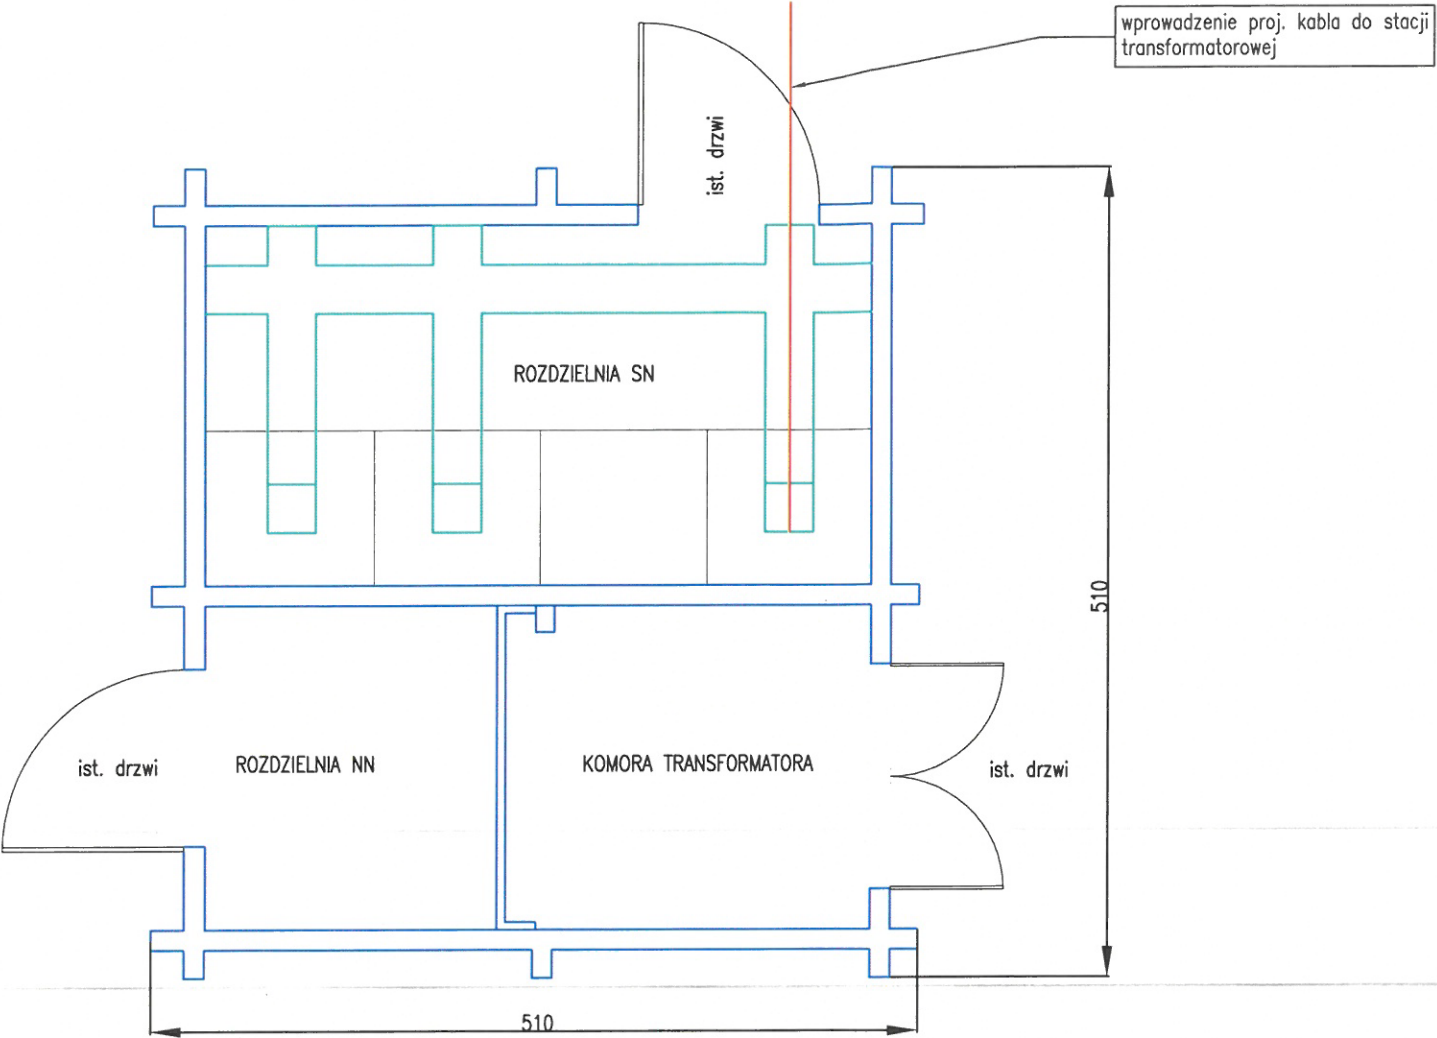 wprowadzenie proj. kabla do stacji
transformatorowej
ist. drzwi
ROZDZIELNIA SN
510
ist. drzwi
ROZDZIELNIA NN
KOMORA TRANSFORMATORA
ist. drzwi
510